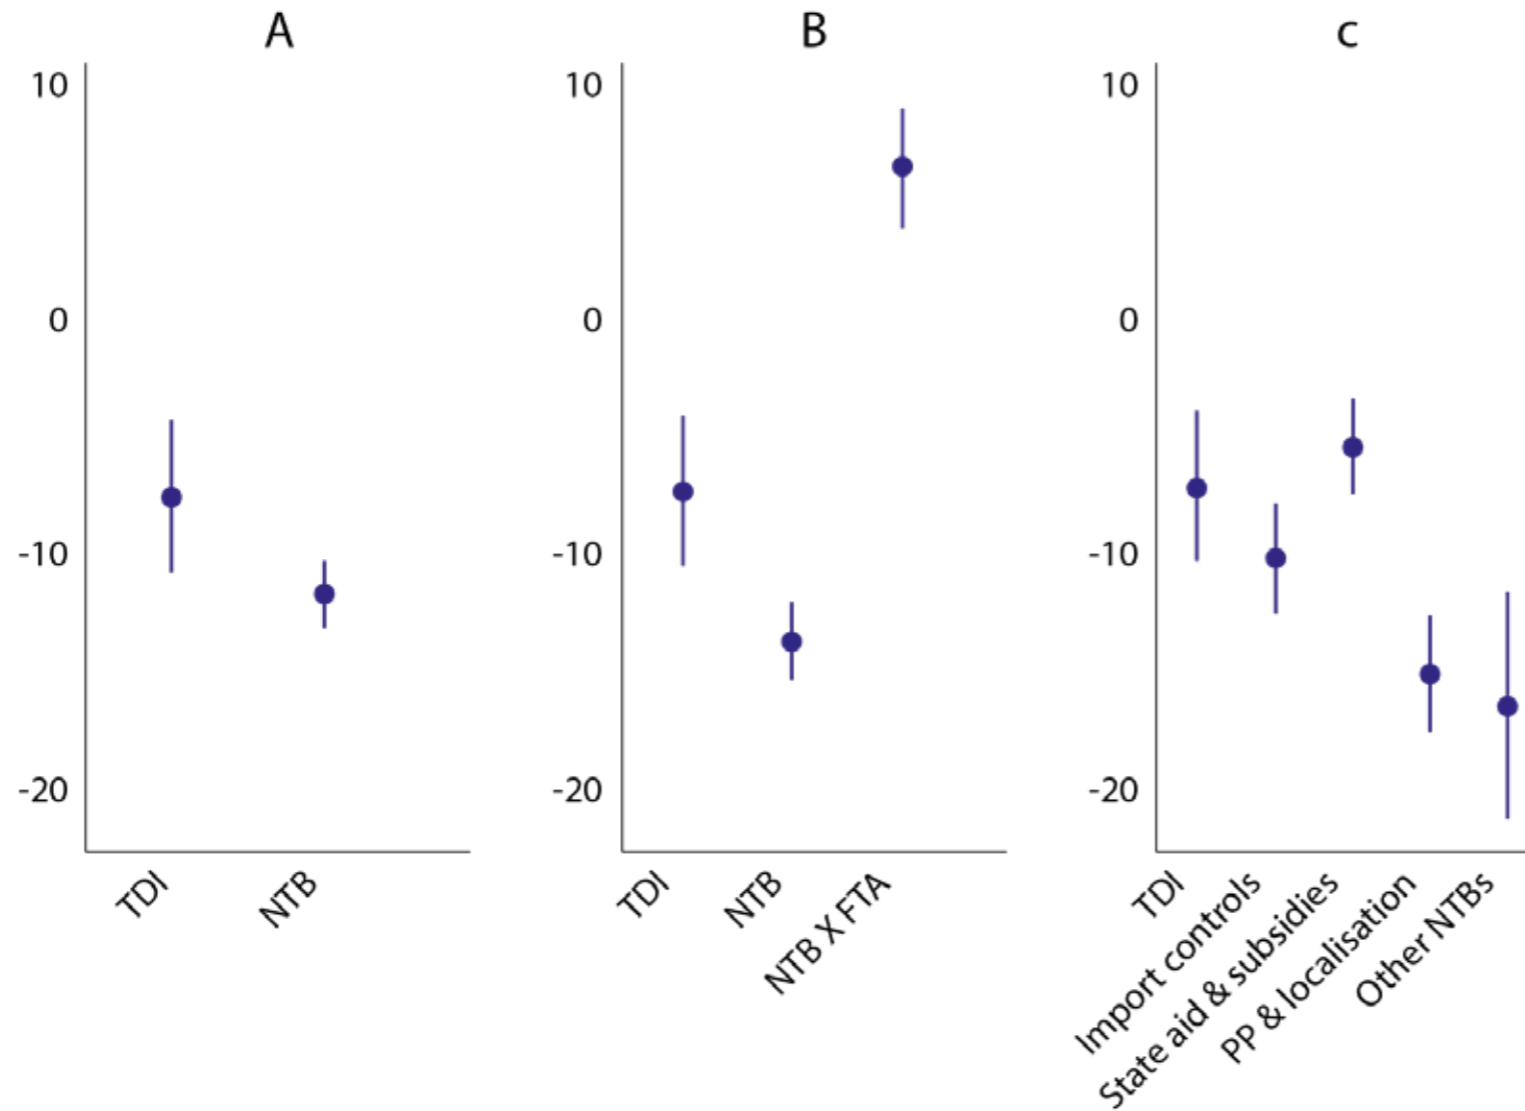 A
10
0
-10
-20
TDI
NTB
B
10
0
-10
-20
TDI
NTB
NTB X FTA
c
10
0
-10
-20
TDI
Import controls
State aid & subsidies
PP & localisation
Other NTBs